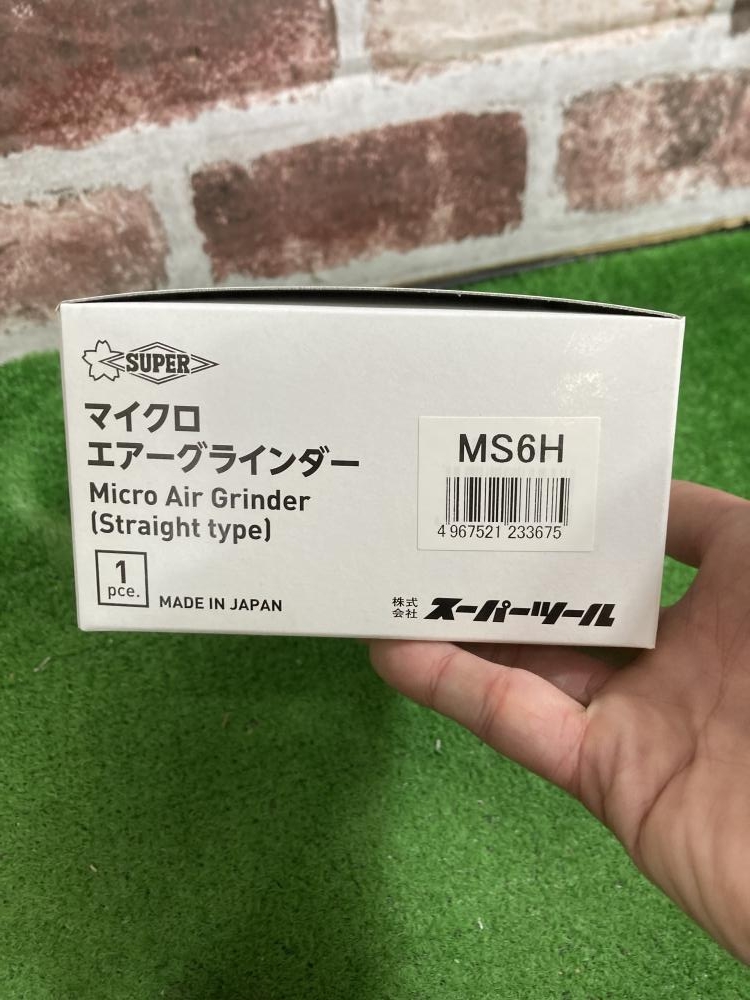 SUPER
マイクロ
エアーグラインダー
Micro Air Grinder
(Straight type)
1
pce.
MADE IN JAPAN
MS6H
4 967521 233675
株式
会社
スーパーツール